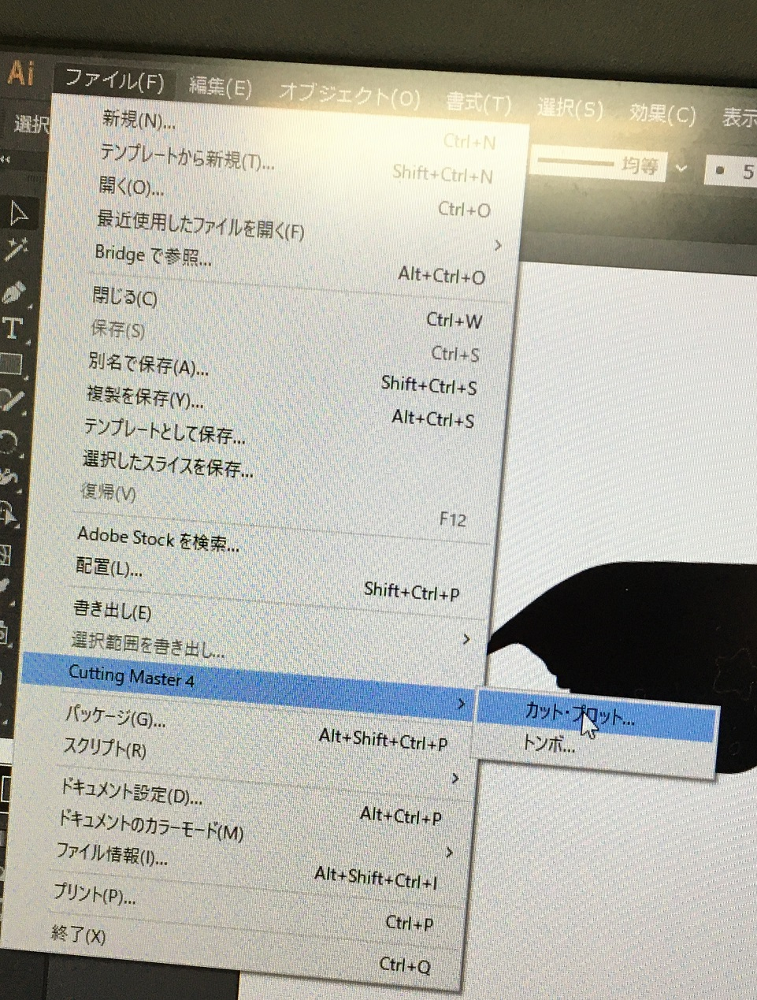 Ai ファイル(F) 編集(E) オブジェクト(O) 書式(T) 選択(S) 効果(C) 表示
選択
均等
5
新規(N)... Ctrl+N
テンプレートから新規(T)... Shift+Ctrl+N
開く(O)... Ctrl+O
最近使用したファイルを開く(F)
Bridge で参照... Alt+Ctrl+O
閉じる(C) Ctrl+W
保存(S) Ctrl+S
別名で保存(A)... Shift+Ctrl+S
複製を保存(Y)... Alt+Ctrl+S
テンプレートとして保存...
選択したスライスを保存...
復帰(V) F12
Adobe Stock を検索...
配置(L)... Shift+Ctrl+P
書き出し(E)
選択範囲を書き出し...
Cutting Master 4
カット・プロット...
トンボ...
パッケージ(G)... Alt+Shift+Ctrl+P
スクリプト(R)
ドキュメント設定(D)... Alt+Ctrl+P
ドキュメントのカラーモード(M)
ファイル情報(I)... Alt+Shift+Ctrl+I
プリント(P)... Ctrl+P
終了(X) Ctrl+Q